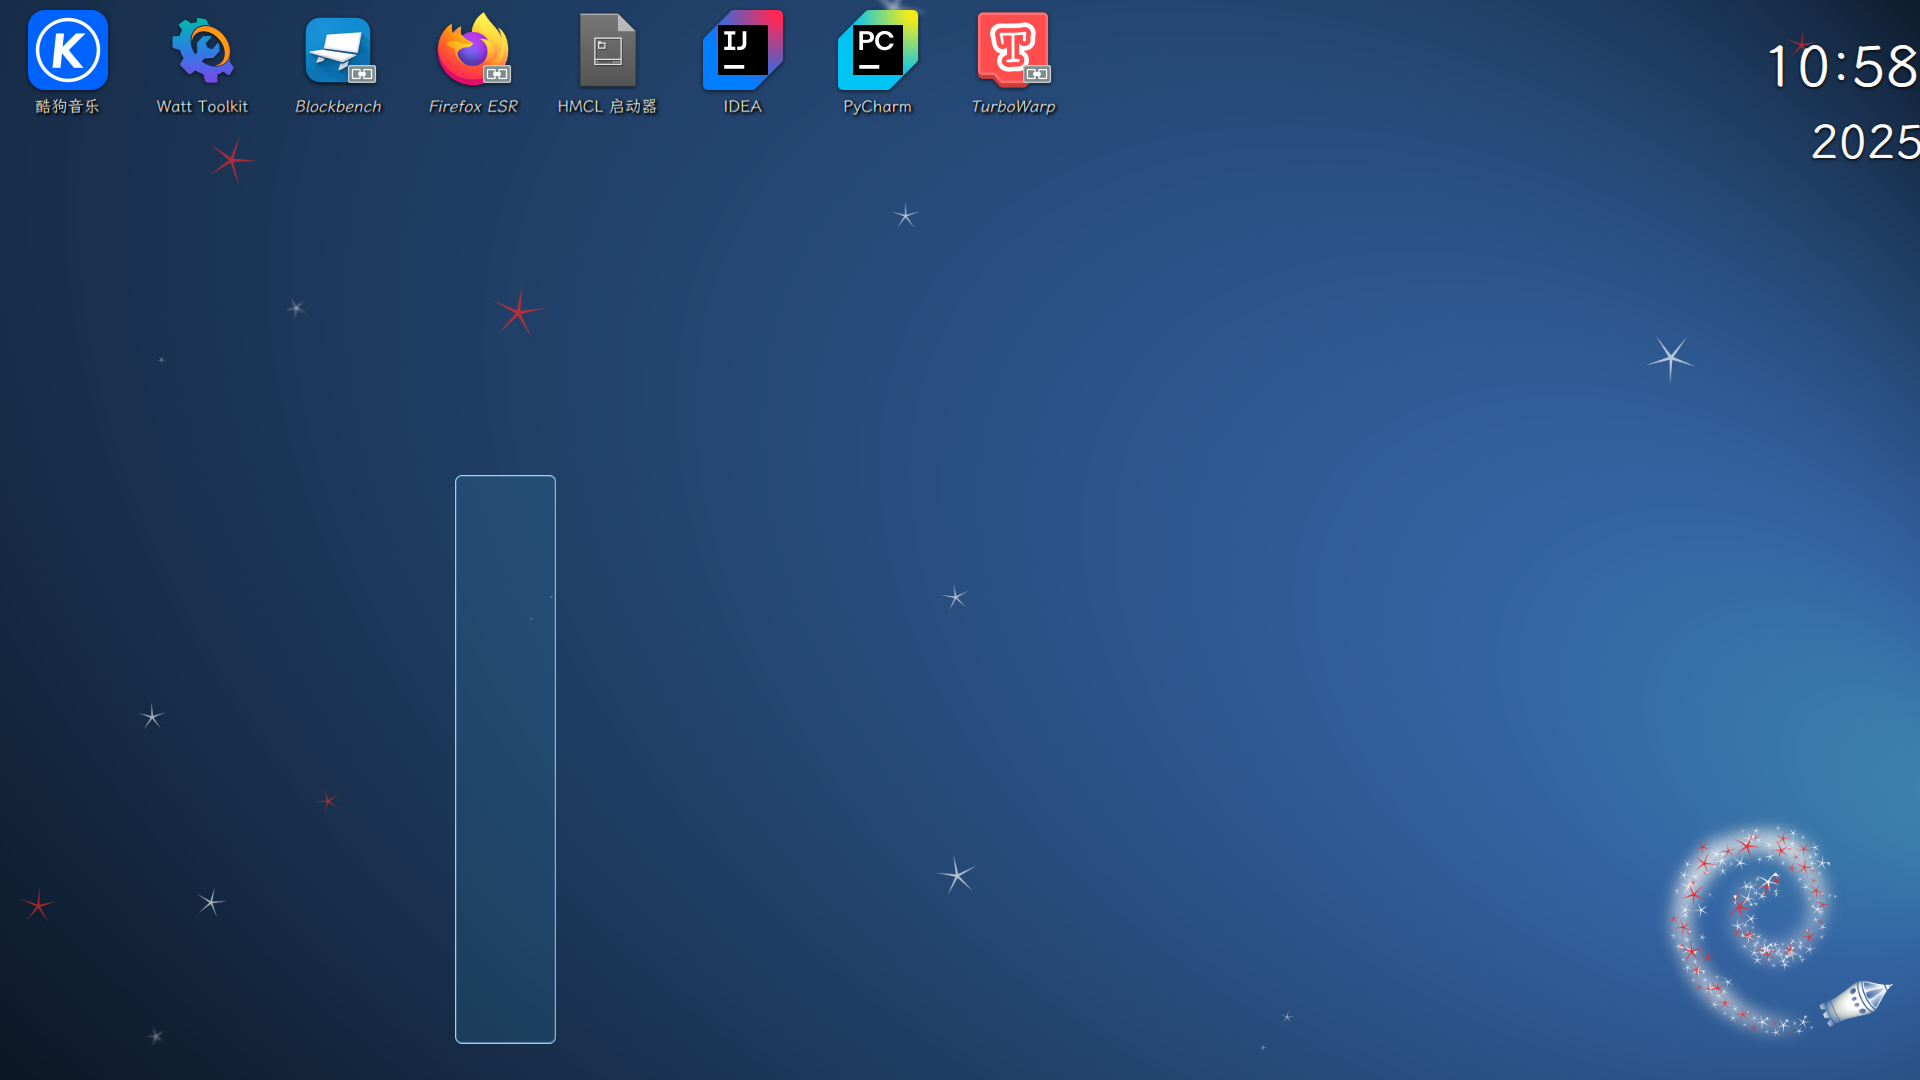 K
IJ
PC
T
酷狗音乐
Watt Toolkit
Blockbench
Firefox ESR
HMCL 启动器
IDEA
PyCharm
TurboWarp
10:58
2025